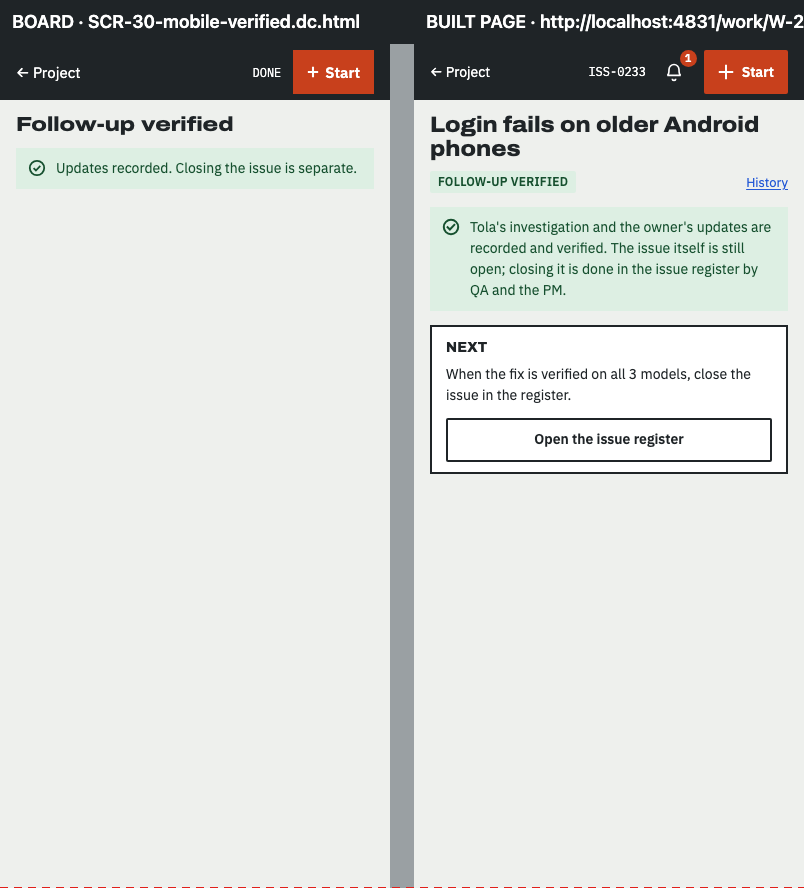 BOARD · SCR-30-mobile-verified.dc.html
← Project
DONE
+ Start
Follow-up verified
Updates recorded. Closing the issue is separate.
BUILT PAGE · http://localhost:4831/work/W-2
← Project
ISS-0233
1
+ Start
Login fails on older Android
phones
FOLLOW-UP VERIFIED
History
Tola's investigation and the owner's updates are
recorded and verified. The issue itself is still
open; closing it is done in the issue register by
QA and the PM.
NEXT
When the fix is verified on all 3 models, close the
issue in the register.
Open the issue register